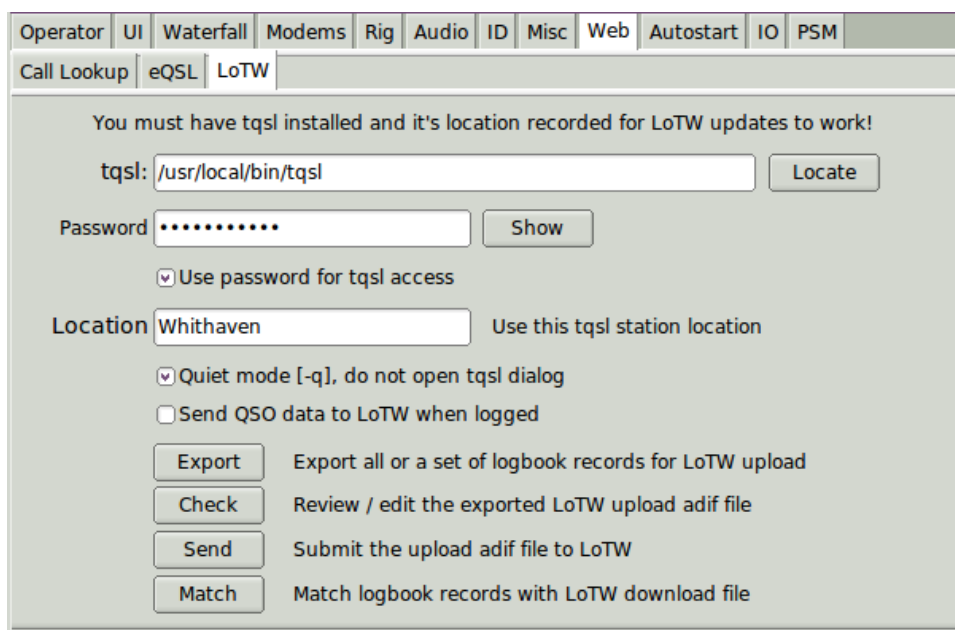 Operator UI Waterfall Modems Rig Audio ID Misc Web Autostart IO PSM
Call Lookup eQSL LoTW
You must have tqsl installed and it's location recorded for LoTW updates to work!
tqsl: /usr/local/bin/tqsl Locate
Password ••••••••••• Show
Use password for tqsl access
Location Whithaven Use this tqsl station location
Quiet mode [-q], do not open tqsl dialog
Send QSO data to LoTW when logged
Export Export all or a set of logbook records for LoTW upload
Check Review / edit the exported LoTW upload adif file
Send Submit the upload adif file to LoTW
Match Match logbook records with LoTW download file